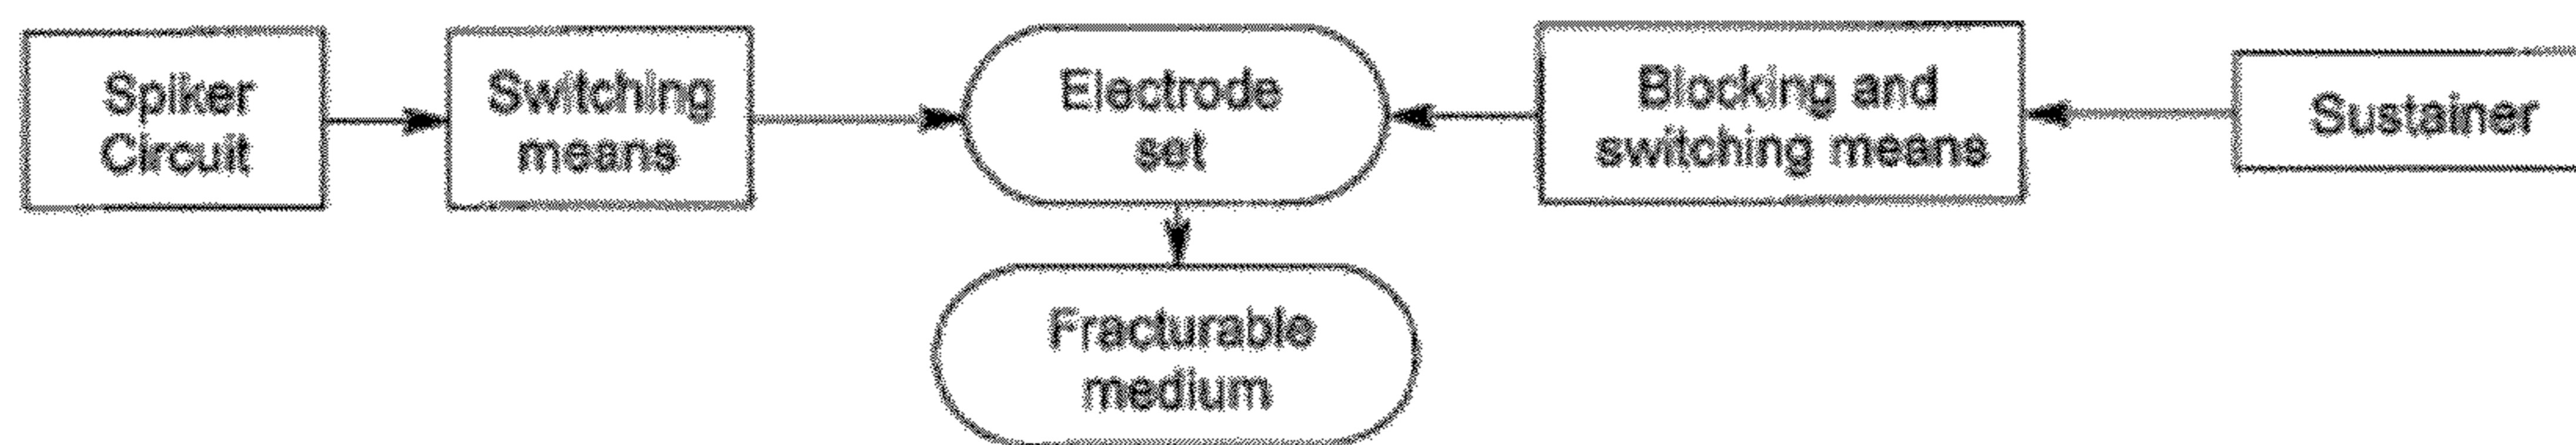 Spiker
Circuit
Switching
means
Electrode
set
Blocking and
switching means
Sustainer
Fracturable
medium